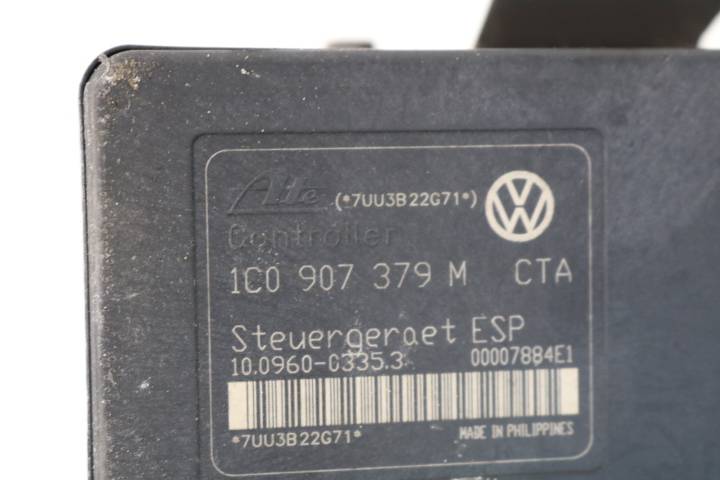 Ate (*7UU3B22G71*)
Controller
1C0 907 379 M CTA
Steuergeraet ESP
10.0960-0335.3 00007884E1
*7UU3B22G71* MADE IN PHILIPPINES